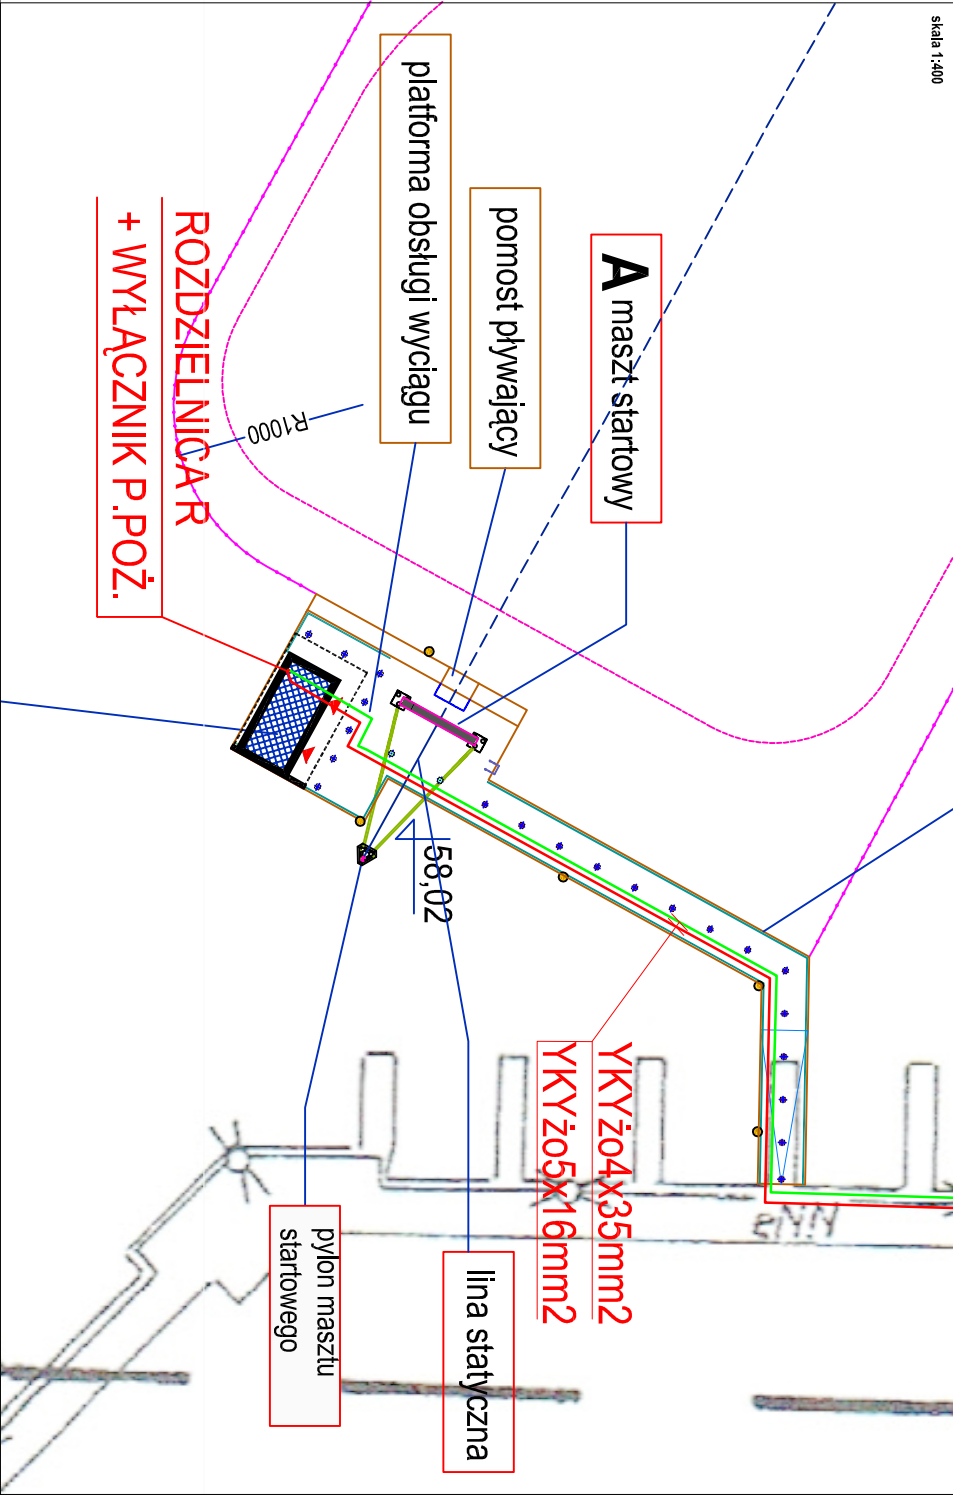 skala 1:400
A maszt startowy
pomost pływający
platforma obsługi wyciągu
ROZDZIELNICA R
+ WYŁĄCZNIK P.POŻ.
R1000
58,02
YKYżo4x35mm2
YKYżo5x16mm2
eNN
lina statyczna
pylon masztu
startowego